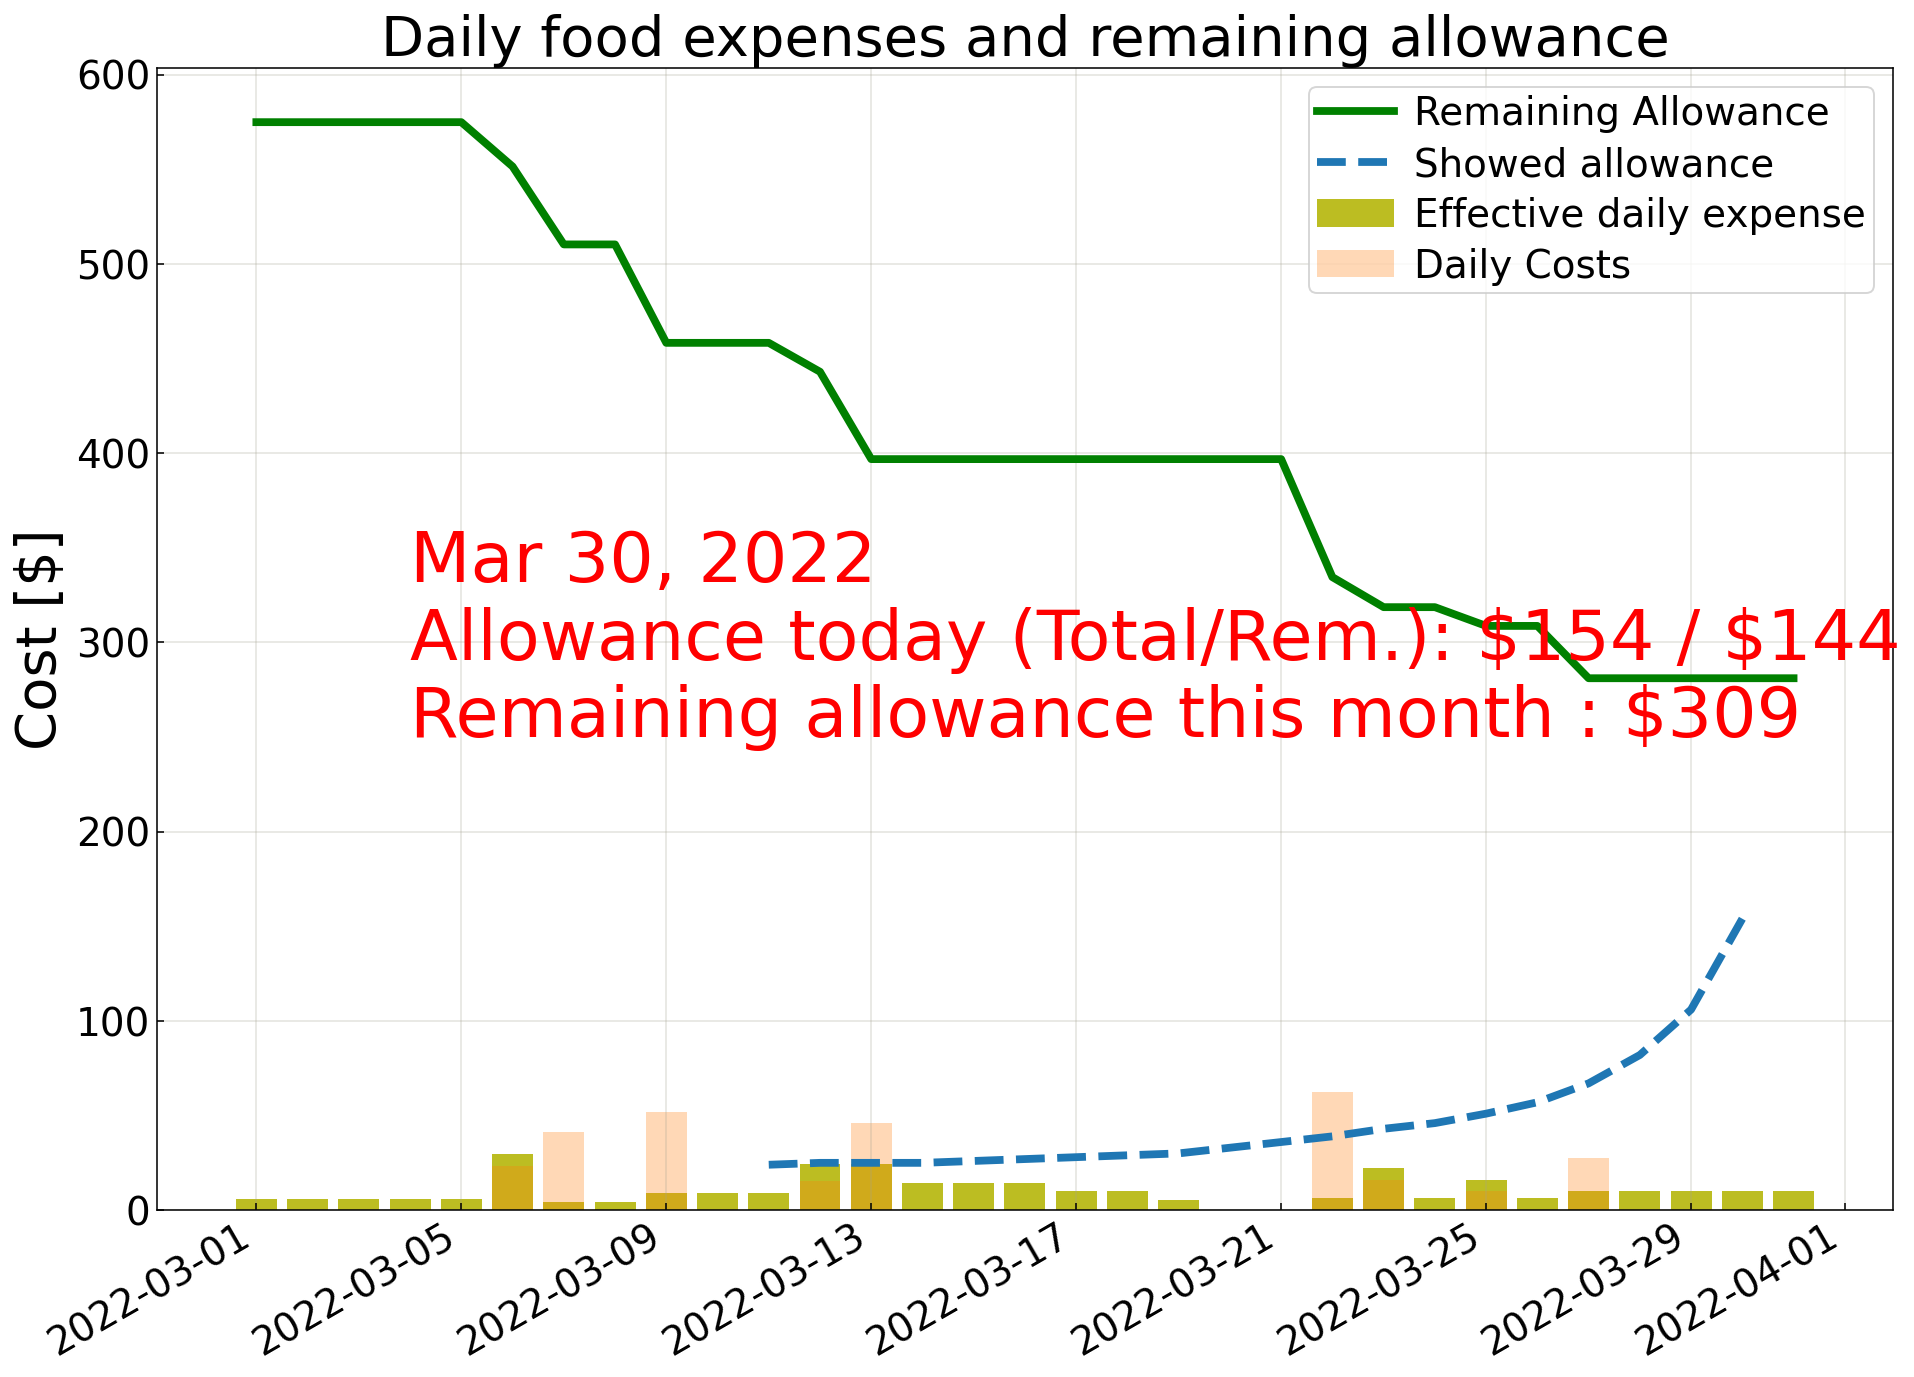 Daily food expenses and remaining allowance
600
500
400
300
200
100
0
Cost [$]
Remaining Allowance
Showed allowance
Effective daily expense
Daily Costs
Mar 30, 2022
Allowance today (Total/Rem.): $154 / $144
Remaining allowance this month : $309
2022-03-01
2022-03-05
2022-03-09
2022-03-13
2022-03-17
2022-03-21
2022-03-25
2022-03-29
2022-04-01